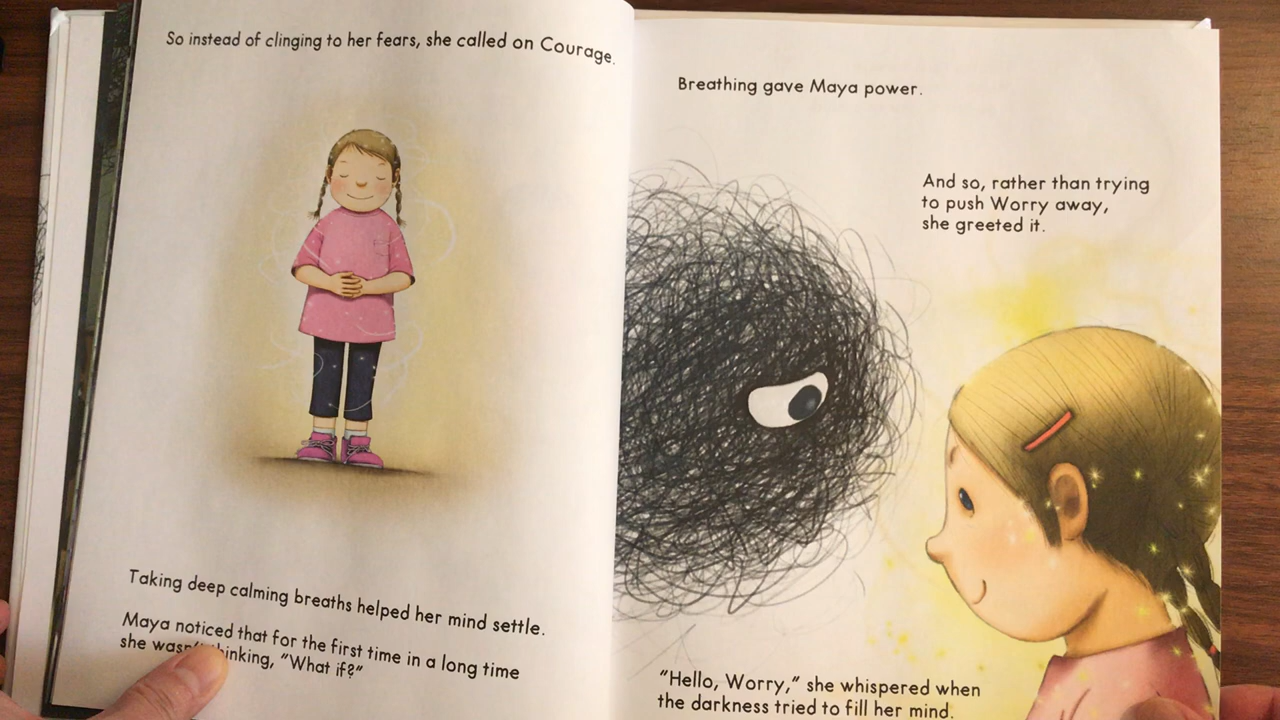 So instead of clinging to her fears, she called on Courage.
Taking deep calming breaths helped her mind settle.
Maya noticed that for the first time in a long time
she "What if?"
Breathing gave Maya power.
And so, rather than trying
to push Worry away,
she greeted it.
"Hello, Worry," she whispered when
the darkness tried to fill her mind.